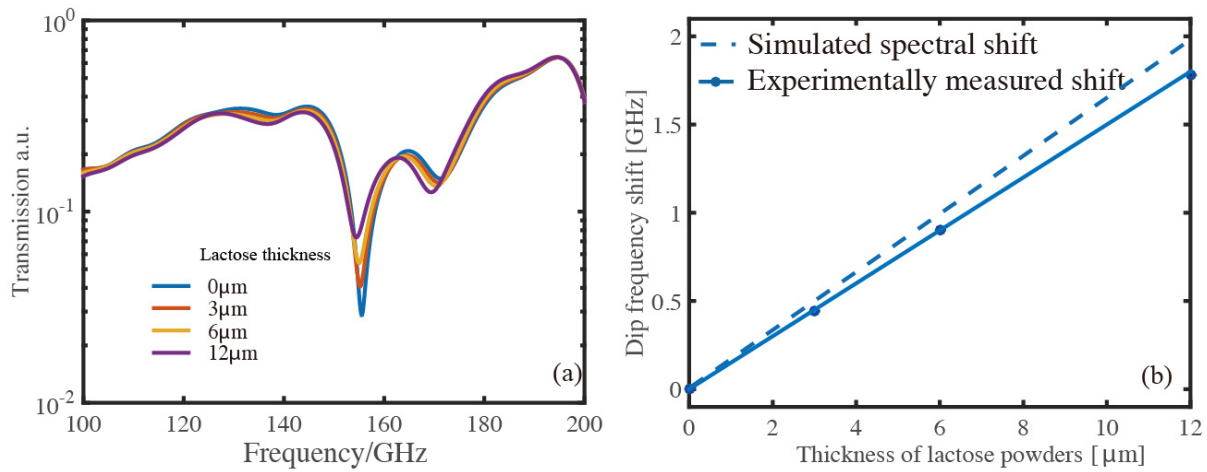 10⁰
10⁻¹
10⁻²
Transmission a.u.
Lactose thickness
0μm
3μm
6μm
12μm
(a)
100 120 140 160 180 200
Frequency/GHz
2
1.5
1
0.5
0
Dip frequency shift [GHz]
Simulated spectral shift
Experimentally measured shift
(b)
0 2 4 6 8 10 12
Thickness of lactose powders [μm]